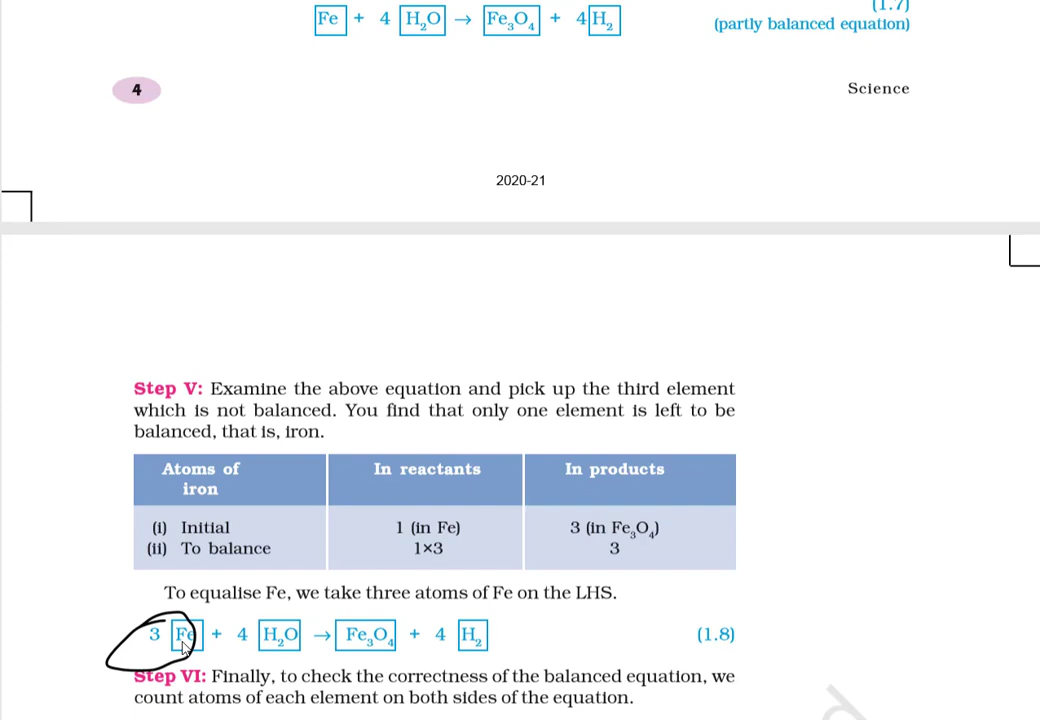 (1.7)
Fe + 4 H₂O → Fe₃O₄ + 4 H₂ (partly balanced equation)
4 Science
2020-21
Step V: Examine the above equation and pick up the third element
which is not balanced. You find that only one element is left to be
balanced, that is, iron.
Atoms of iron In reactants In products
(i) Initial 1 (in Fe) 3 (in Fe₃O₄)
(ii) To balance 1×3 3
To equalise Fe, we take three atoms of Fe on the LHS.
3 Fe + 4 H₂O → Fe₃O₄ + 4 H₂ (1.8)
Step VI: Finally, to check the correctness of the balanced equation, we
count atoms of each element on both sides of the equation.
d